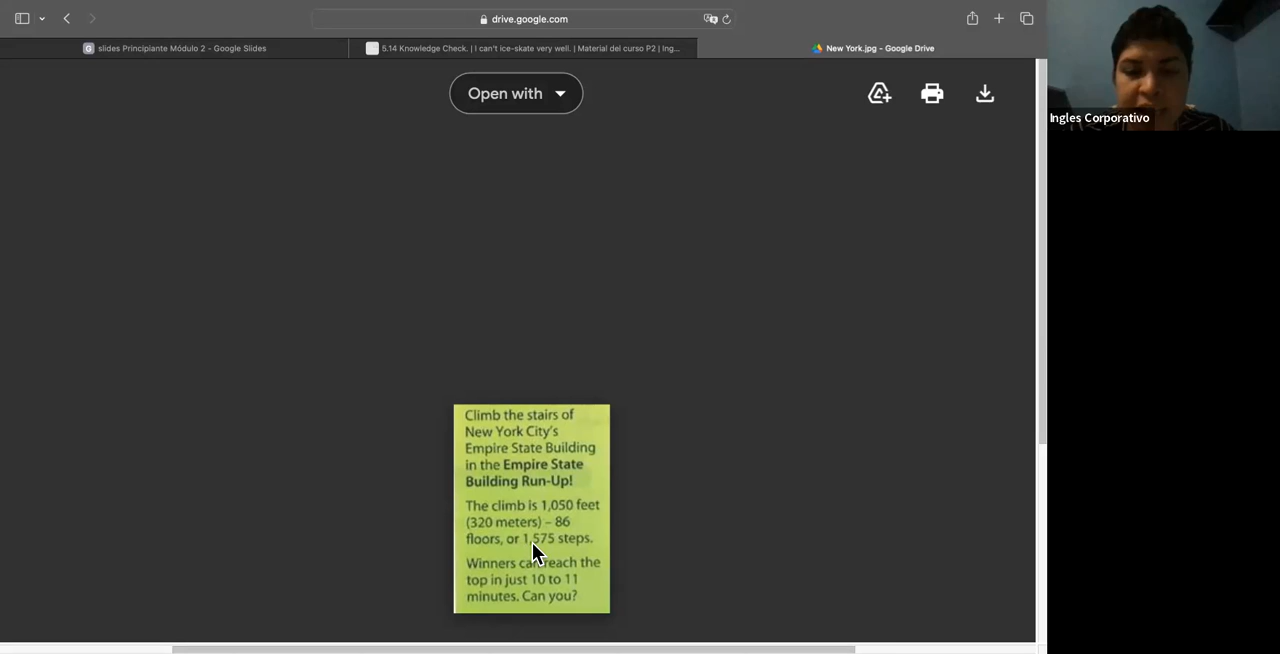 drive.google.com
slides Principiante Módulo 2 - Google Slides
5.14 Knowledge Check. | I can't ice-skate very well. | Material del curso P2 | Ing...
New York.jpg - Google Drive
Open with
Ingles Corporativo
Climb the stairs of
New York City's
Empire State Building
in the Empire State
Building Run-Up!
The climb is 1,050 feet
(320 meters) – 86
floors, or 1,575 steps.
Winners can reach the
top in just 10 to 11
minutes. Can you?